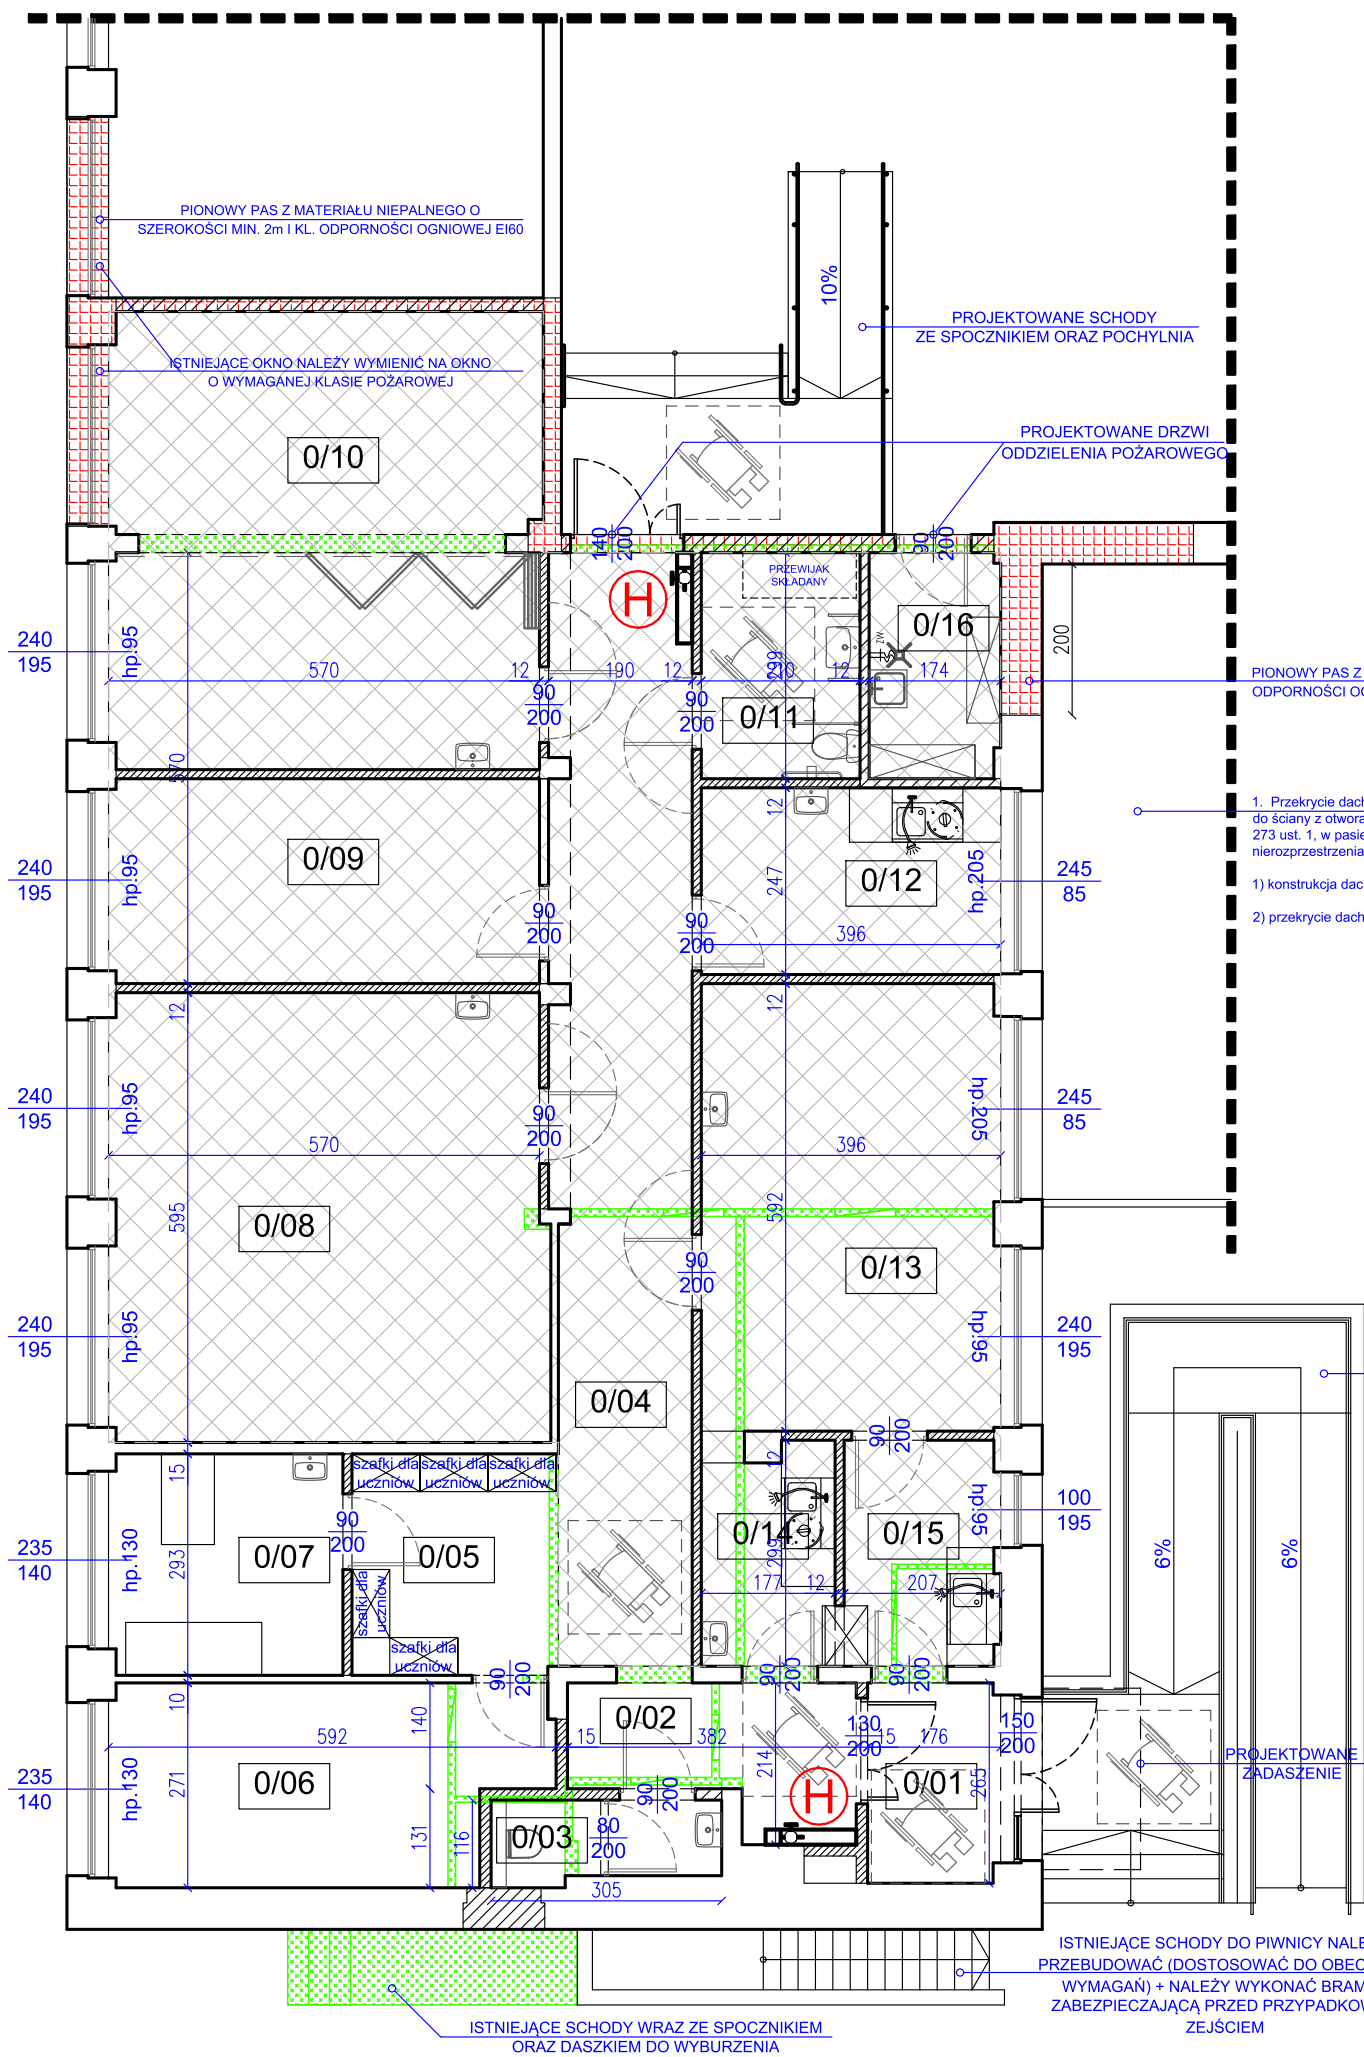 PIONOWY PAS Z MATERIAŁU NIEPALNEGO O
SZEROKOŚCI MIN. 2m I KL. ODPORNOŚCI OGNIOWEJ EI60
10%
PROJEKTOWANE SCHODY
ZE SPOCZNIKIEM ORAZ POCHYLNIA
ISTNIEJĄCE OKNO NALEŻY WYMIENIĆ NA OKNO
O WYMAGANEJ KLASIE POŻAROWEJ
0/10
PROJEKTOWANE DRZWI
ODDZIELENIA POŻAROWEGO
140
200
90
200
PRZEWIJAK
SKŁADANY
H
0/16
ZW
200
240
195
hp.95
570
12
190
12
299
210
12
174
90
200
90
200
0/11
PIONOWY PAS Z
ODPORNOŚCI OG
570
12
1. Przekrycie dach
do ściany z otwora
273 ust. 1, w pasie
nierozprzestrzenia
1) konstrukcja dac
2) przekrycie dach
0/09
240
195
hp.95
247
0/12
hp.205
245
85
90
200
90
200
396
12
12
240
195
hp.95
hp.205
245
85
90
200
570
396
595
592
0/08
0/13
90
200
240
195
hp.95
hp.95
240
195
0/04
90
200
15
szafki dla
uczniów
szafki dla
uczniów
szafki dla
uczniów
12
hp.95
100
195
90
200
0/14
0/15
235
140
hp.130
293
0/07
0/05
299
6%
6%
177
12
207
szafki dla
uczniów
szafki dla
uczniów
90
200
90
200
90
200
10
140
592
0/02
15
382
214
130
200
15
176
150
200
PROJEKTOWANE
ZADASZENIE
235
140
hp.130
271
0/06
90
200
H
0/01
265
131
116
0/03
80
200
305
ISTNIEJĄCE SCHODY DO PIWNICY NALE
PRZEBUDOWAĆ (DOSTOSOWAĆ DO OBEC
WYMAGAŃ) + NALEŻY WYKONAĆ BRAM
ZABEZPIECZAJĄCĄ PRZED PRZYPADKOW
ZEJŚCIEM
ISTNIEJĄCE SCHODY WRAZ ZE SPOCZNIKIEM
ORAZ DASZKIEM DO WYBURZENIA